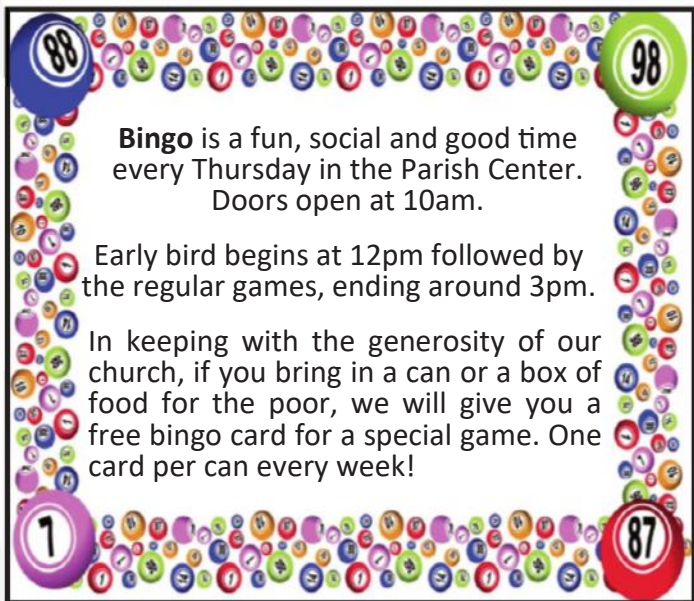 88
98
Bingo is a fun, social and good time
every Thursday in the Parish Center.
Doors open at 10am.
Early bird begins at 12pm followed by
the regular games, ending around 3pm.
In keeping with the generosity of our
church, if you bring in a can or a box of
food for the poor, we will give you a
free bingo card for a special game. One
card per can every week!
7
87